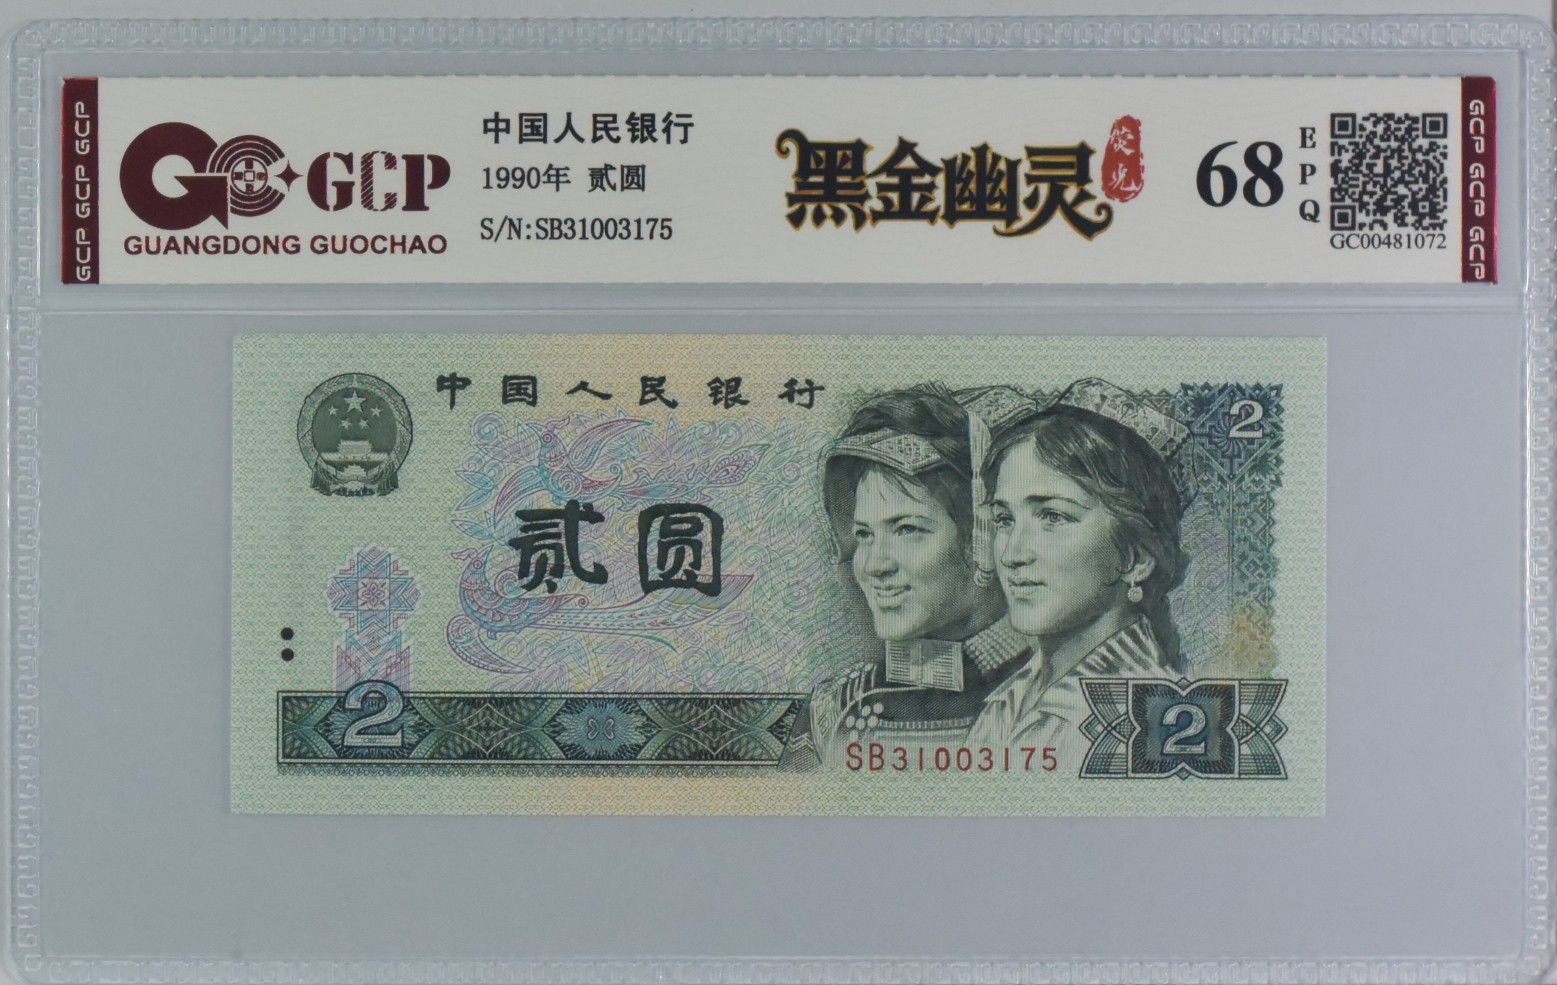 GCP GCP GCP
GCP
GUANGDONG GUOCHAO
中国人民银行
1990年 贰圆
S/N:SB31003175
黑金幽灵
荧光
68
EPQ
GC00481072
GCP GCP GCP
中国人民银行
2
贰圆
2
SB31003175
2